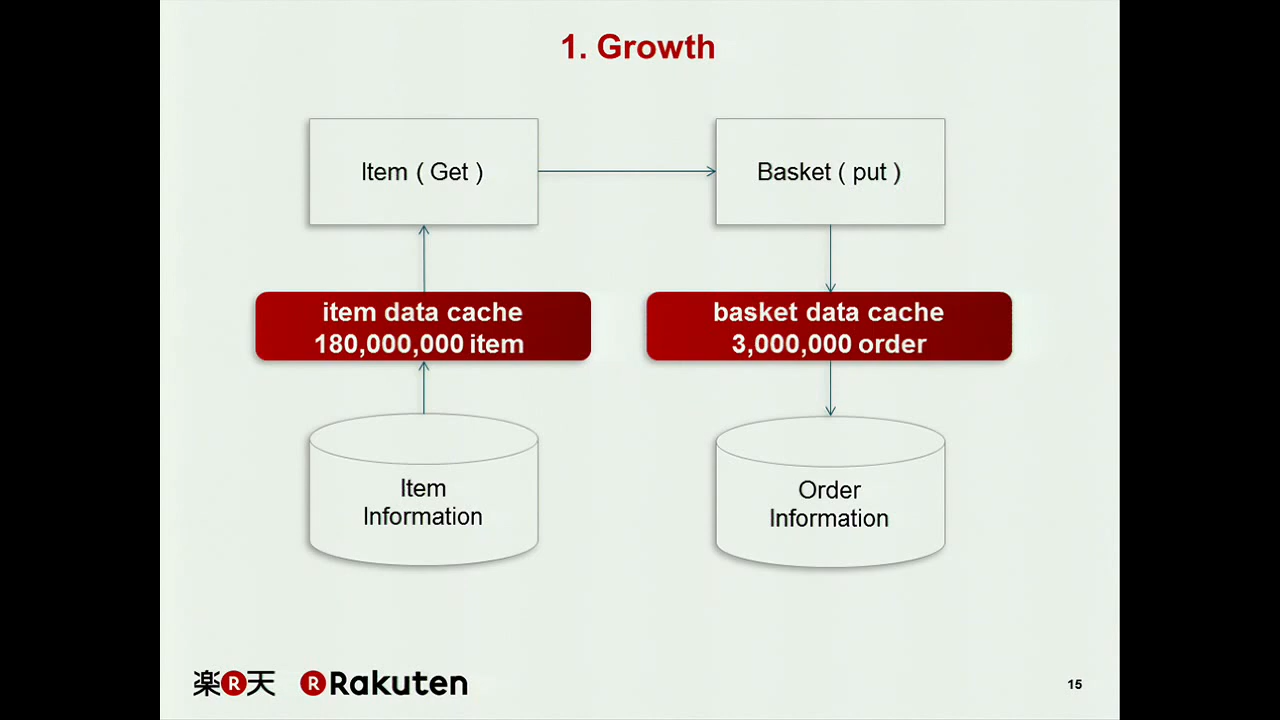 1. Growth
Item ( Get )
Basket ( put )
item data cache
180,000,000 item
basket data cache
3,000,000 order
Item
Information
Order
Information
楽R天
R Rakuten
15